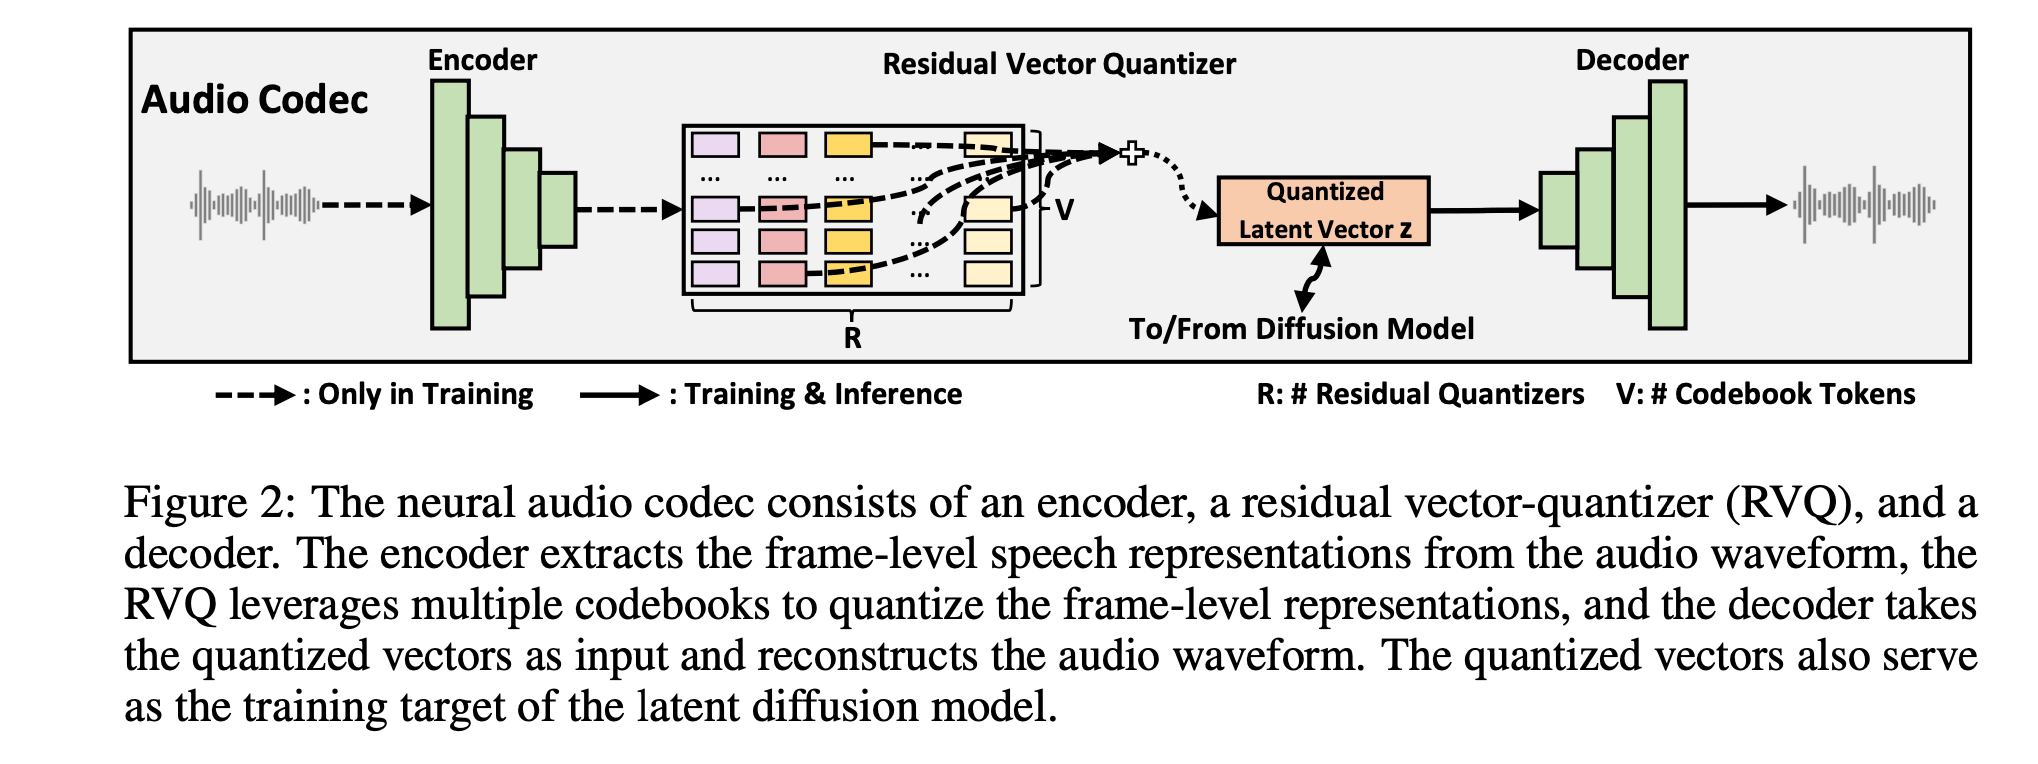 Encoder
Residual Vector Quantizer
Decoder
Audio Codec
...
... ... ... ...
V
...
...
...
Quantized
Latent Vector z
R
To/From Diffusion Model
: Only in Training
: Training & Inference
R: # Residual Quantizers
V: # Codebook Tokens
Figure 2: The neural audio codec consists of an encoder, a residual vector-quantizer (RVQ), and a
decoder. The encoder extracts the frame-level speech representations from the audio waveform, the
RVQ leverages multiple codebooks to quantize the frame-level representations, and the decoder takes
the quantized vectors as input and reconstructs the audio waveform. The quantized vectors also serve
as the training target of the latent diffusion model.